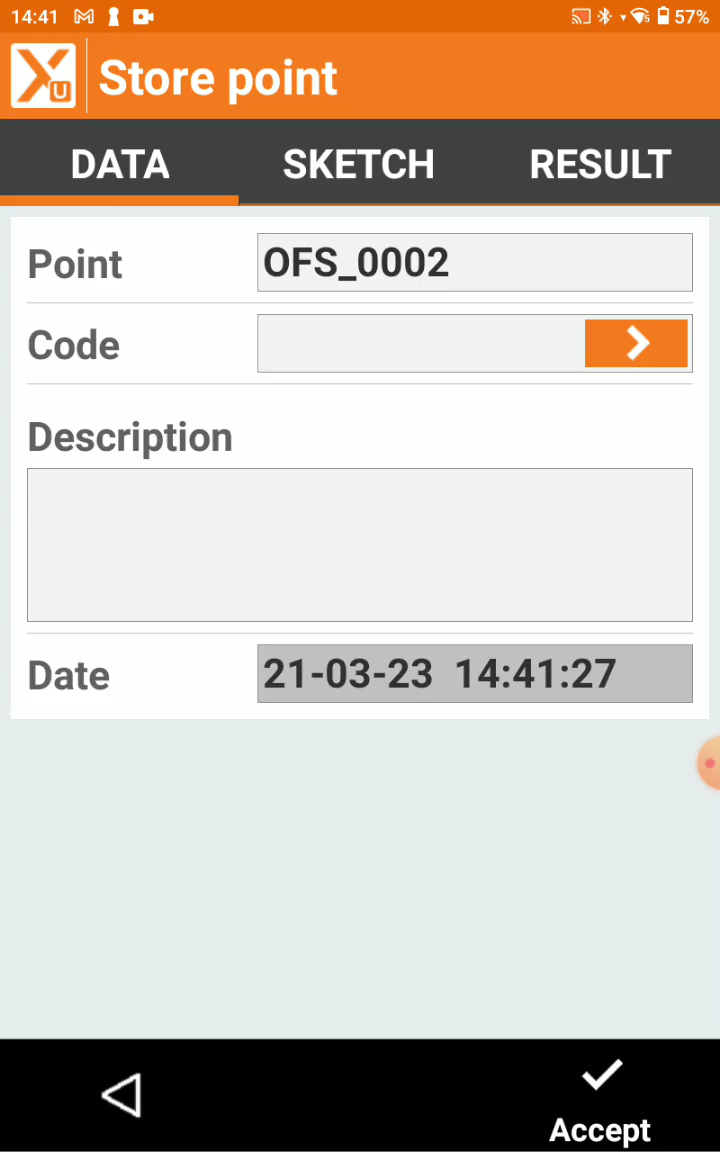 14:41 57%
XU Store point
DATA SKETCH RESULT
Point OFS_0002
Code
Description
Date 21-03-23 14:41:27
Accept